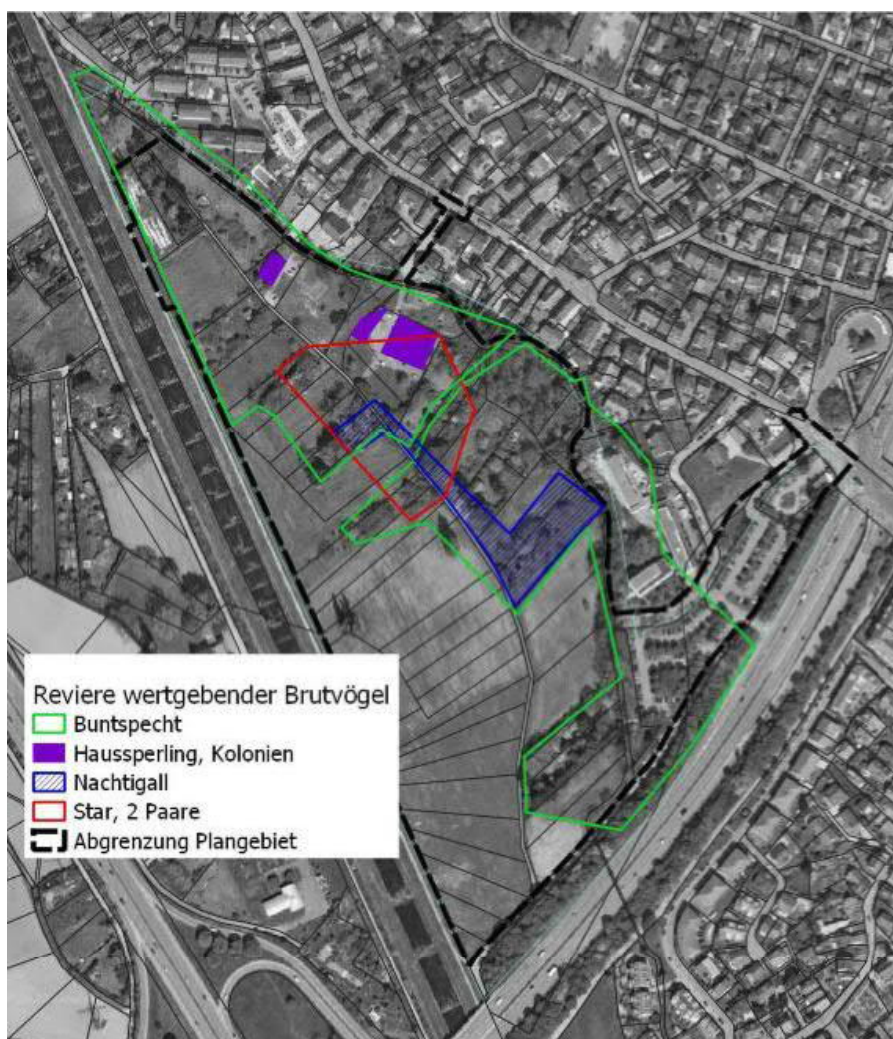 Reviere wertgebender Brutvögel
Buntspecht
Haussperling, Kolonien
Nachtigall
Star, 2 Paare
Abgrenzung Plangebiet